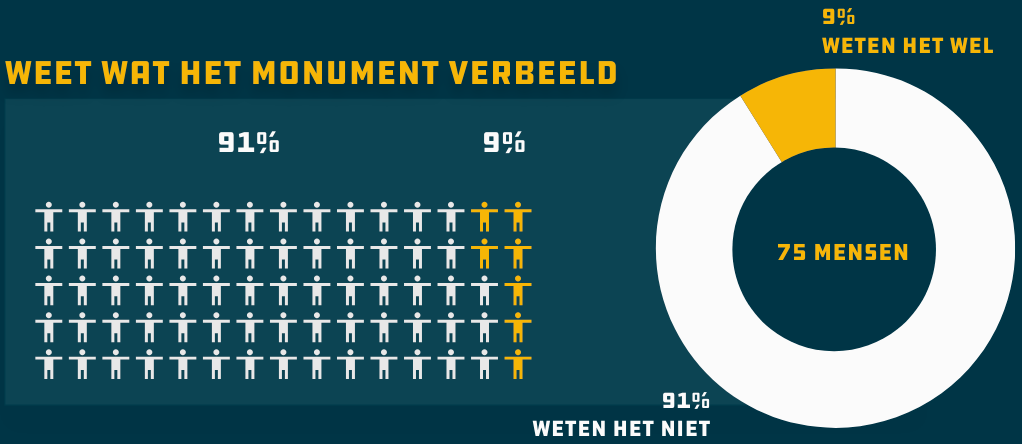 WEET WAT HET MONUMENT VERBEELD
91%
9%
9%
WETEN HET WEL
75 MENSEN
91%
WETEN HET NIET